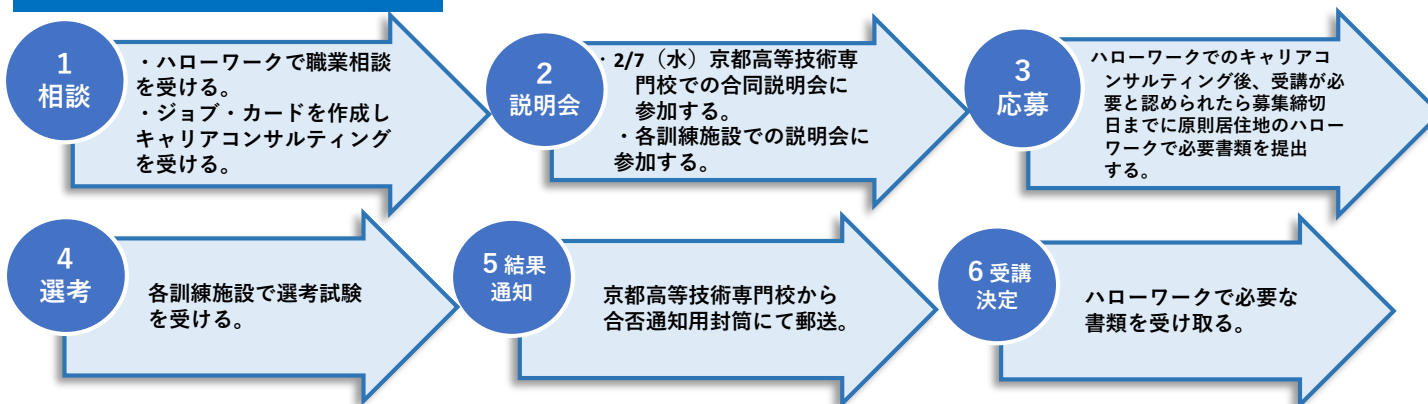 1
相談
・ハローワークで職業相談
を受ける。
・ジョブ・カードを作成し
キャリアコンサルティング
を受ける。
2
説明会
・2/7（水）京都高等技術専
門校での合同説明会に
参加する。
・各訓練施設での説明会に
参加する。
3
応募
ハローワークでのキャリアコ
ンサルティング後、受講が必
要と認められたら募集締切
日までに原則居住地のハロー
ワークで必要書類を提出
する。
4
選考
各訓練施設で選考試験
を受ける。
5 結果
通知
京都高等技術専門校から
合否通知用封筒にて郵送。
6 受講
決定
ハローワークで必要な
書類を受け取る。